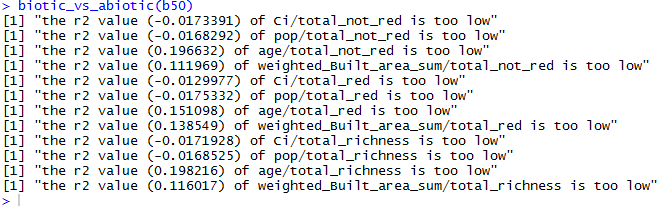 > biotic_vs_abiotic(b50)
[1] "the r2 value (-0.0173391) of Ci/total_not_red is too low"
[1] "the r2 value (-0.0168292) of pop/total_not_red is too low"
[1] "the r2 value (0.196632) of age/total_not_red is too low"
[1] "the r2 value (0.111969) of weighted_Built_area_sum/total_not_red is too low"
[1] "the r2 value (-0.0129977) of Ci/total_red is too low"
[1] "the r2 value (-0.0175332) of pop/total_red is too low"
[1] "the r2 value (0.151098) of age/total_red is too low"
[1] "the r2 value (0.138549) of weighted_Built_area_sum/total_red is too low"
[1] "the r2 value (-0.0171928) of Ci/total_richness is too low"
[1] "the r2 value (-0.0168525) of pop/total_richness is too low"
[1] "the r2 value (0.198216) of age/total_richness is too low"
[1] "the r2 value (0.116017) of weighted_Built_area_sum/total_richness is too low"
>